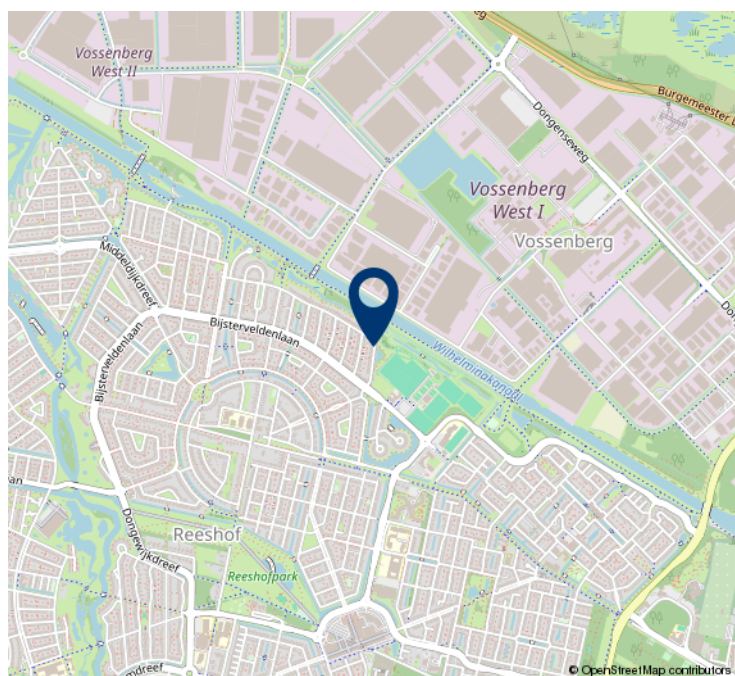 Vossenberg
West II
Burgemeester
Dongenseweg
Vossenberg
West I
Vossenberg
Middeldijkdreef
Bijsterveldenlaan
Wilhelminakanaal
Bijsterveldenlaan
Dongewijkdreef
Reeshof
Reeshofpark
© OpenStreetMap contributors